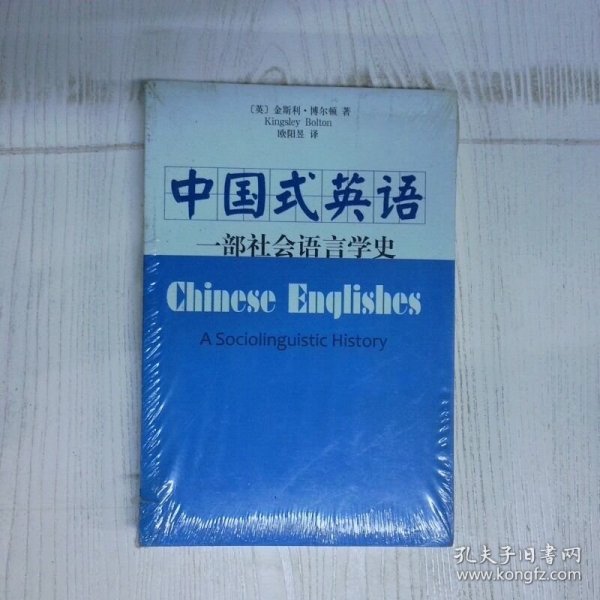 〔英〕金斯利·博尔顿 著
Kingsley Bolton
欧阳昱 译
中国式英语
一部社会语言学史
Chinese Englishes
A Sociolinguistic History
孔夫子旧书网
www.kongfz.com